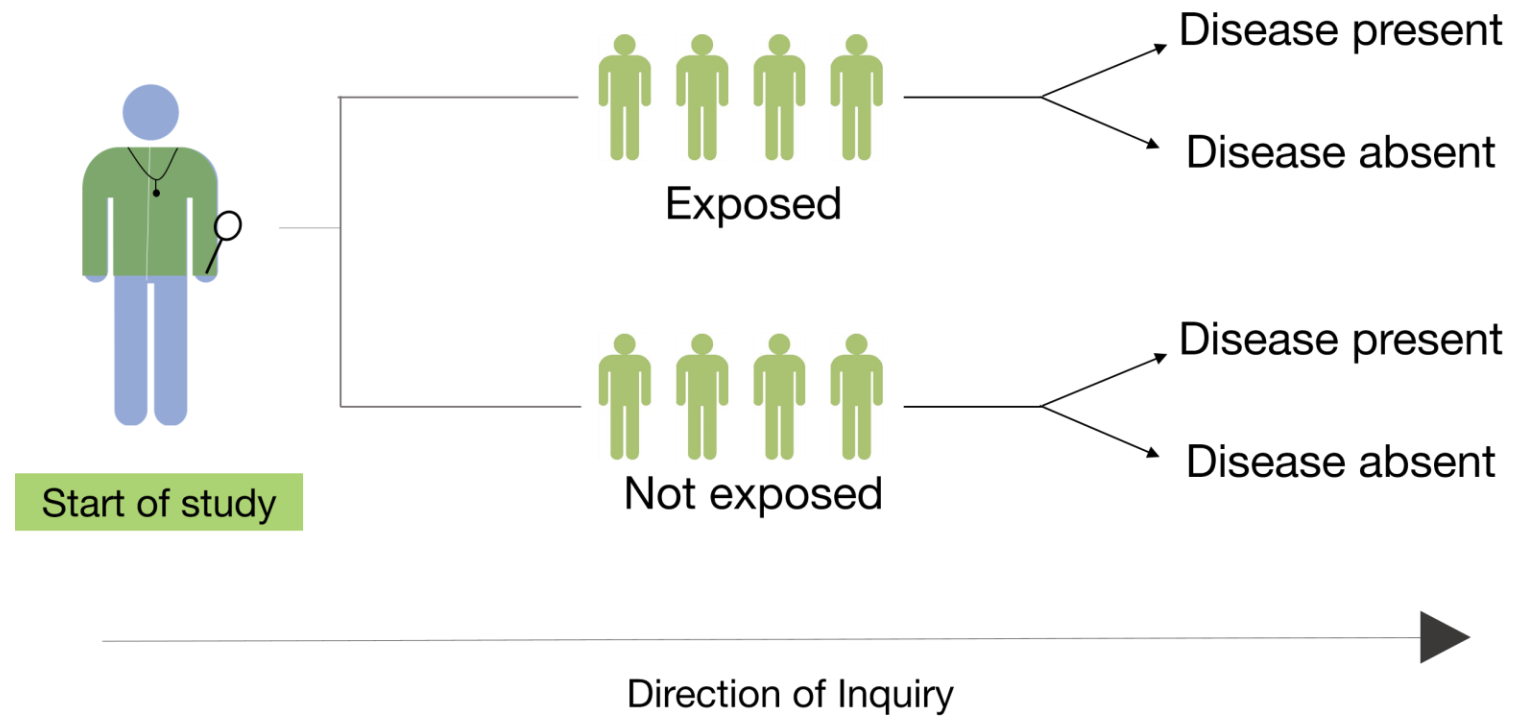 Disease present
Disease absent
Exposed
Disease present
Disease absent
Not exposed
Start of study
Direction of Inquiry